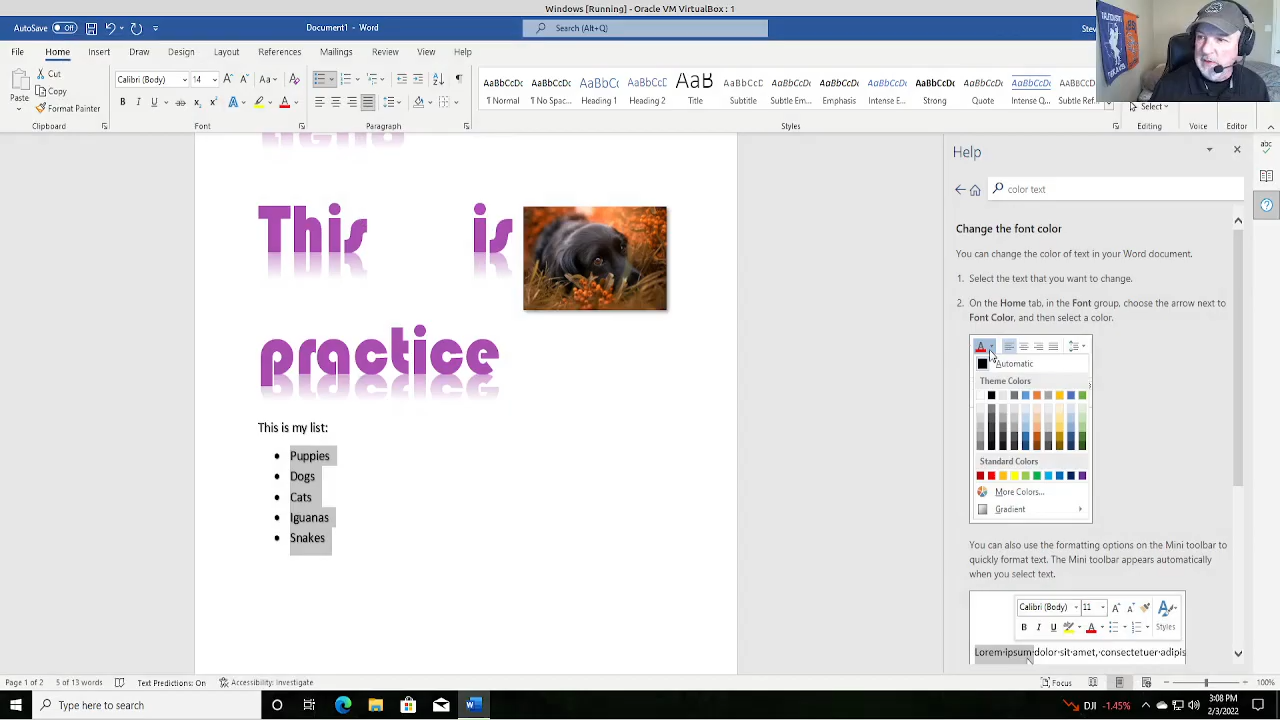 Windows [Running] - Oracle VM VirtualBox : 1
AutoSave Off Document1 - Word Search (Alt+Q) Stev
File Home Insert Draw Design Layout References Mailings Review View Help
Paste Cut Copy Format Painter
Calibri (Body) 14
AaBbCcDc AaBbCcDc AaBbCc AaBbCcC AaB AaBbCcD AaBbCcDc AaBbCcDc AaBbCcDc AaBbCcDc AaBbCcDc AaBbCcDc AaBbCcDc
¶ Normal ¶ No Spac... Heading 1 Heading 2 Title Subtitle Subtle Em... Emphasis Intense E... Strong Quote Intense Q... Subtle Ref... Select
Clipboard Font Paragraph Styles Editing Voice Editor
This is
practice
This is my list:
• Puppies
• Dogs
• Cats
• Iguanas
• Snakes
Help
color text
Change the font color
You can change the color of text in your Word document.
1. Select the text that you want to change.
2. On the Home tab, in the Font group, choose the arrow next to
Font Color, and then select a color.
Automatic
Theme Colors
Standard Colors
More Colors...
Gradient
You can also use the formatting options on the Mini toolbar to
quickly format text. The Mini toolbar appears automatically
when you select text.
Calibri (Body) 11
B I U A Styles
Lorem·ipsum·dolor·sit·amet,·consectetuer·adipis
Page 1 of 2 5 of 13 words Text Predictions: On Accessibility: Investigate Focus 100%
Type here to search
DJI -1.45%
3:08 PM
2/3/2022